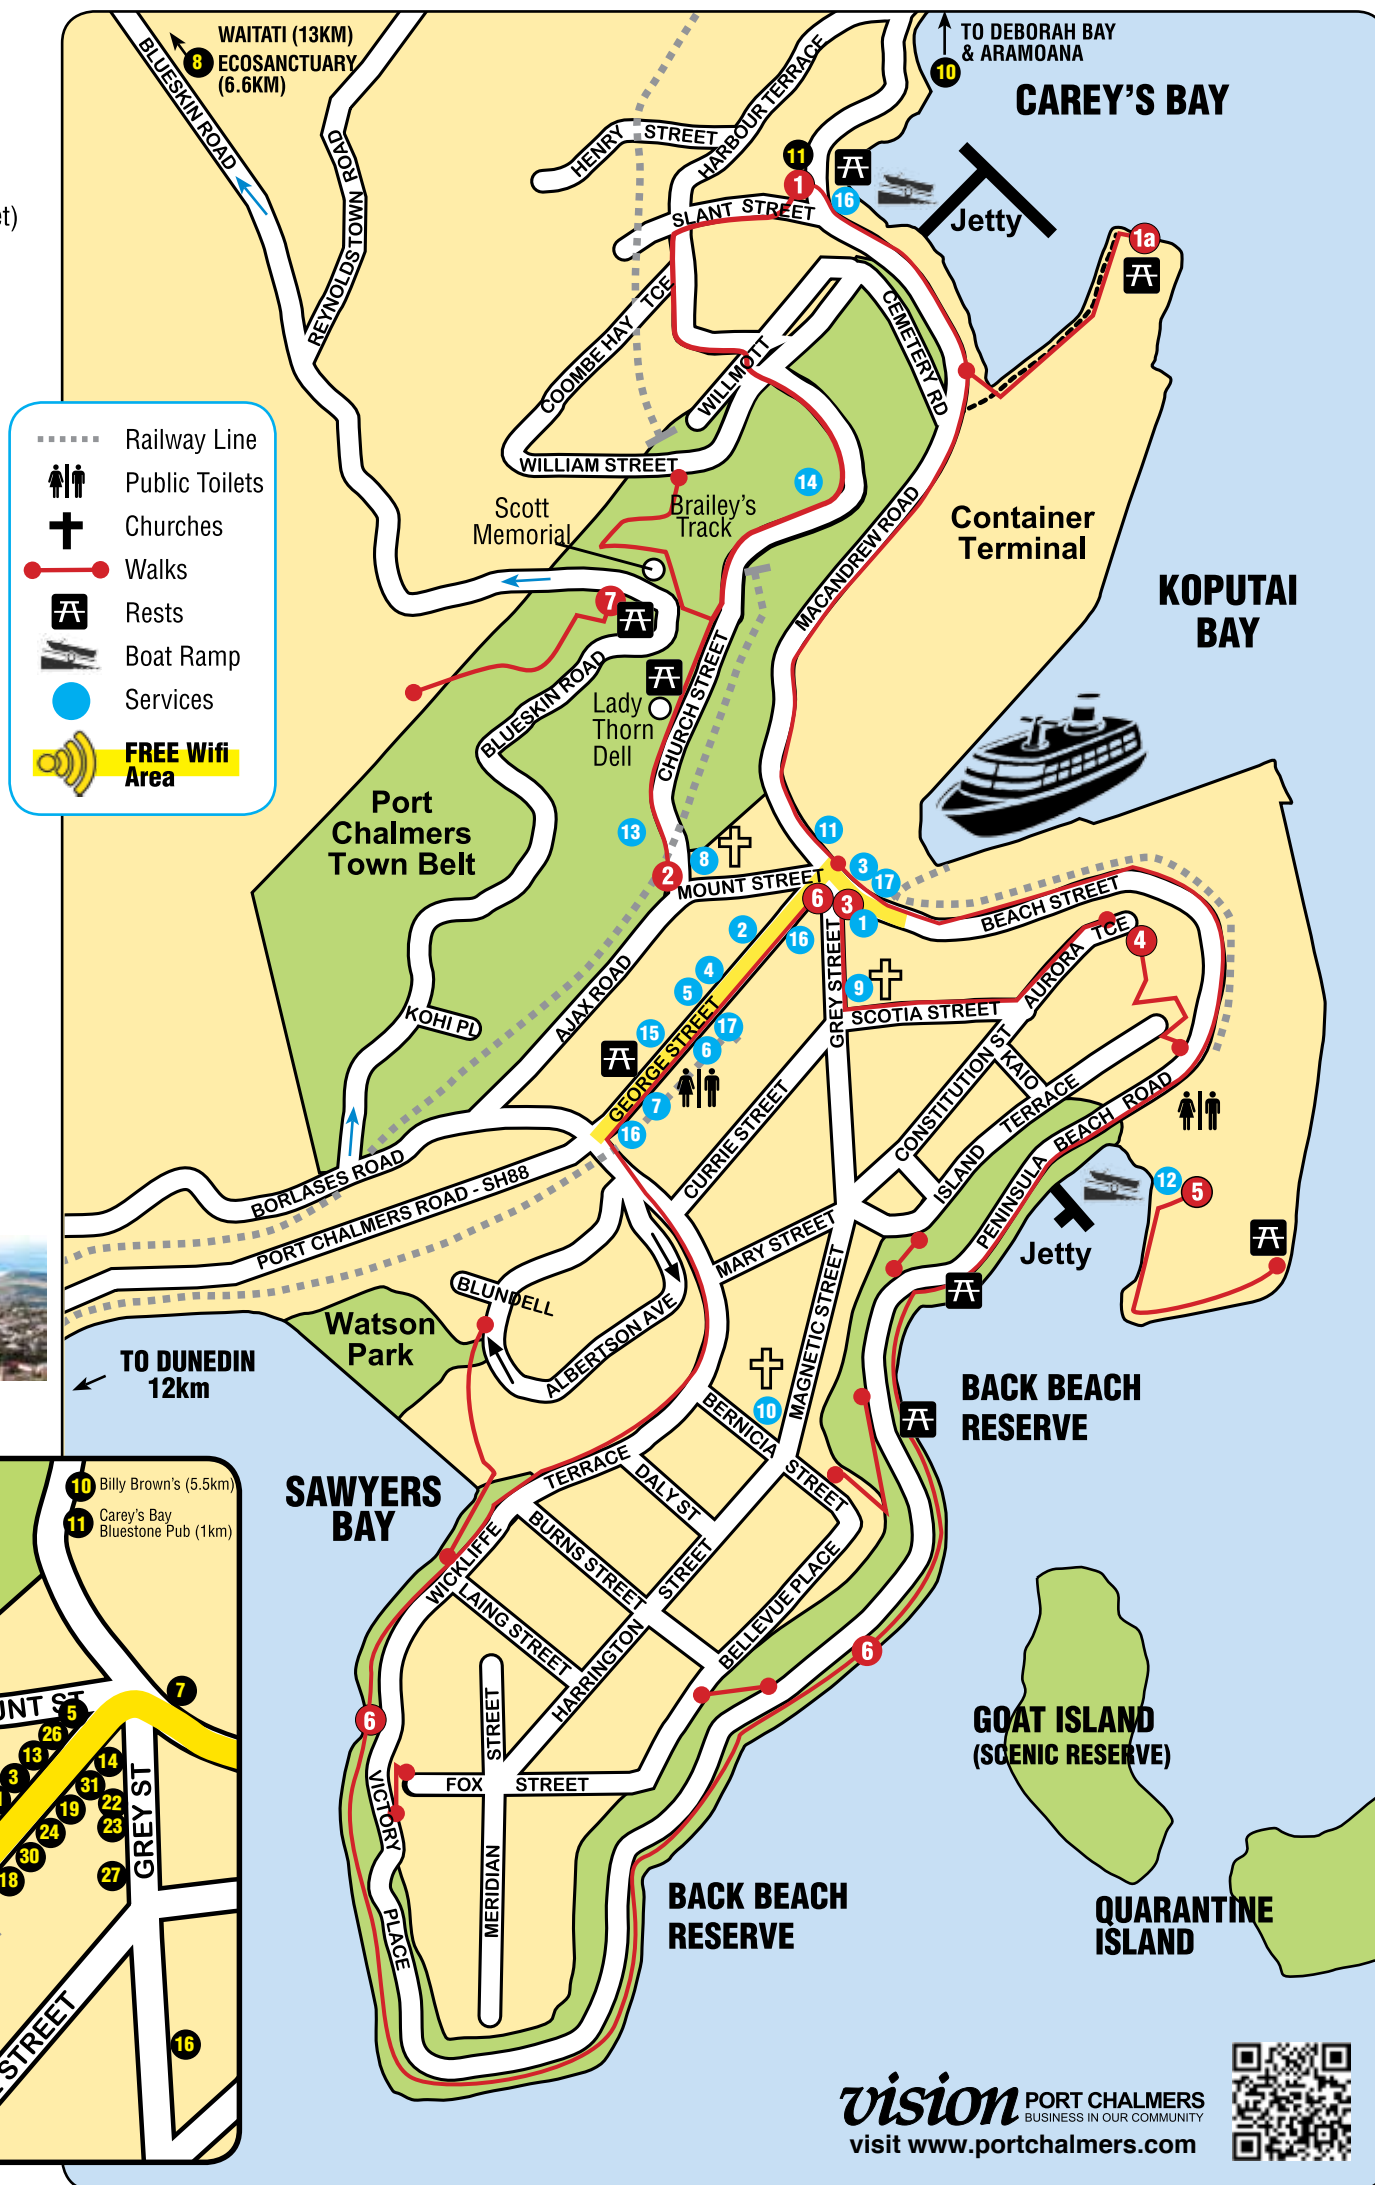 WAITATI (13KM)
8 ECOSANCTUARY
(6.6KM)
TO DEBORAH BAY
& ARAMOANA
10
CAREY'S BAY
BLUESKIN ROAD
REYNOLDSTOWN ROAD
HENRY STREET
HARBOUR TERRACE
11
1
16
SLANT STREET
Jetty
1a
et)
COOMBE HAY TCE
WILLMOTT
CEMETERY RD
WILLIAM STREET
Railway Line
Public Toilets
Churches
Walks
Rests
Boat Ramp
Services
FREE Wifi
Area
Scott
Memorial
Brailey's
Track
14
MACANDREW ROAD
Container
Terminal
KOPUTAI
BAY
7
BLUESKIN ROAD
Lady
Thorn
Dell
CHURCH STREET
Port
Chalmers
Town Belt
13
8
2
MOUNT STREET
11
3
17
6
3
1
BEACH STREET
2
16
4
5
GREY STREET
9
AURORA TCE
4
SCOTIA STREET
KOHI PL
AJAX ROAD
15
GEORGE STREET
17
6
7
16
CURRIE STREET
CONSTITUTION ST
KAIO
ISLAND TERRACE
PENINSULA BEACH ROAD
12
5
Jetty
BORLASES ROAD
PORT CHALMERS ROAD - SH88
MARY STREET
MAGNETIC STREET
BLUNDELL
ALBERTSON AVE
Watson
Park
TO DUNEDIN
12km
10
BERNICIA STREET
BACK BEACH
RESERVE
SAWYERS
BAY
WICKLIFFE TERRACE
DALY ST
BURNS STREET
LAING STREET
HARRINGTON STREET
BELLEVUE PLACE
6
6
MERIDIAN STREET
FOX STREET
VICTORY PLACE
BACK BEACH
RESERVE
GOAT ISLAND
(SCENIC RESERVE)
QUARANTINE
ISLAND
10 Billy Brown's (5.5km)
11 Carey's Bay
Bluestone Pub (1km)
7
5
26
13
3
14
31
19
22
24
23
30
18
27
GREY ST
16
STREET
vision PORT CHALMERS
BUSINESS IN OUR COMMUNITY
visit www.portchalmers.com